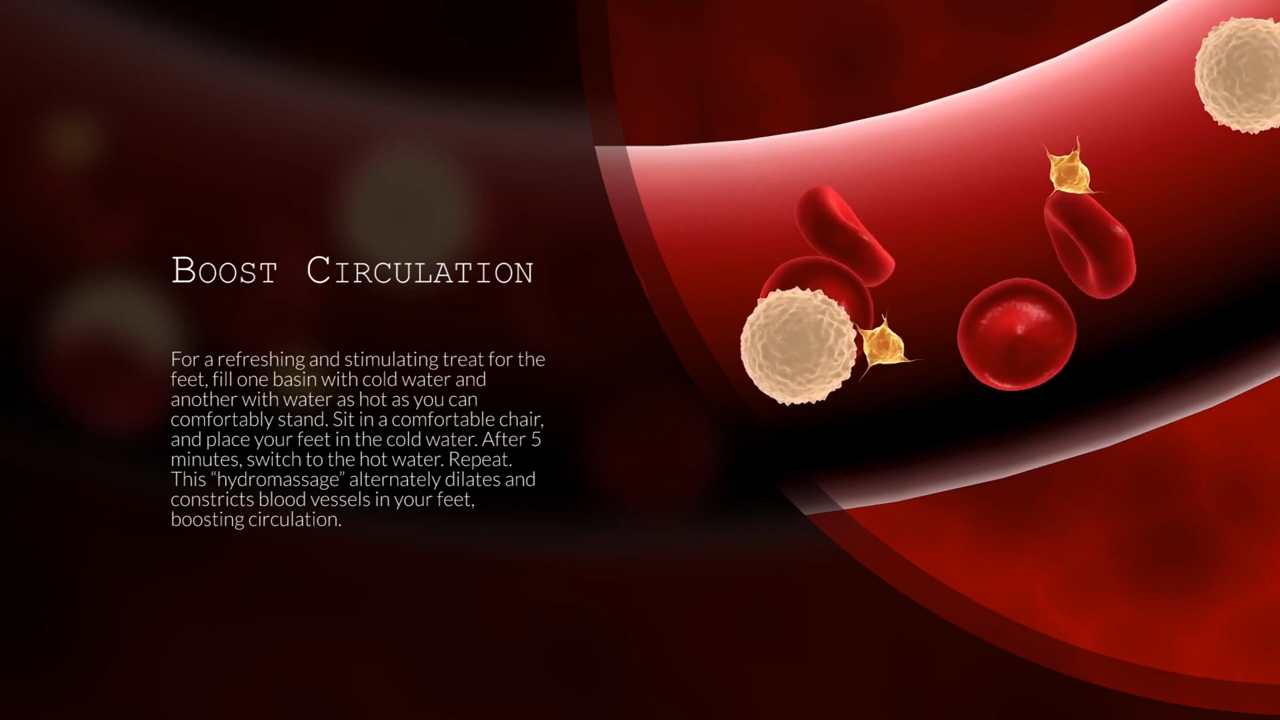 Boost Circulation
For a refreshing and stimulating treat for the
feet, fill one basin with cold water and
another with water as hot as you can
comfortably stand. Sit in a comfortable chair,
and place your feet in the cold water. After 5
minutes, switch to the hot water. Repeat.
This “hydromassage” alternately dilates and
constricts blood vessels in your feet,
boosting circulation.